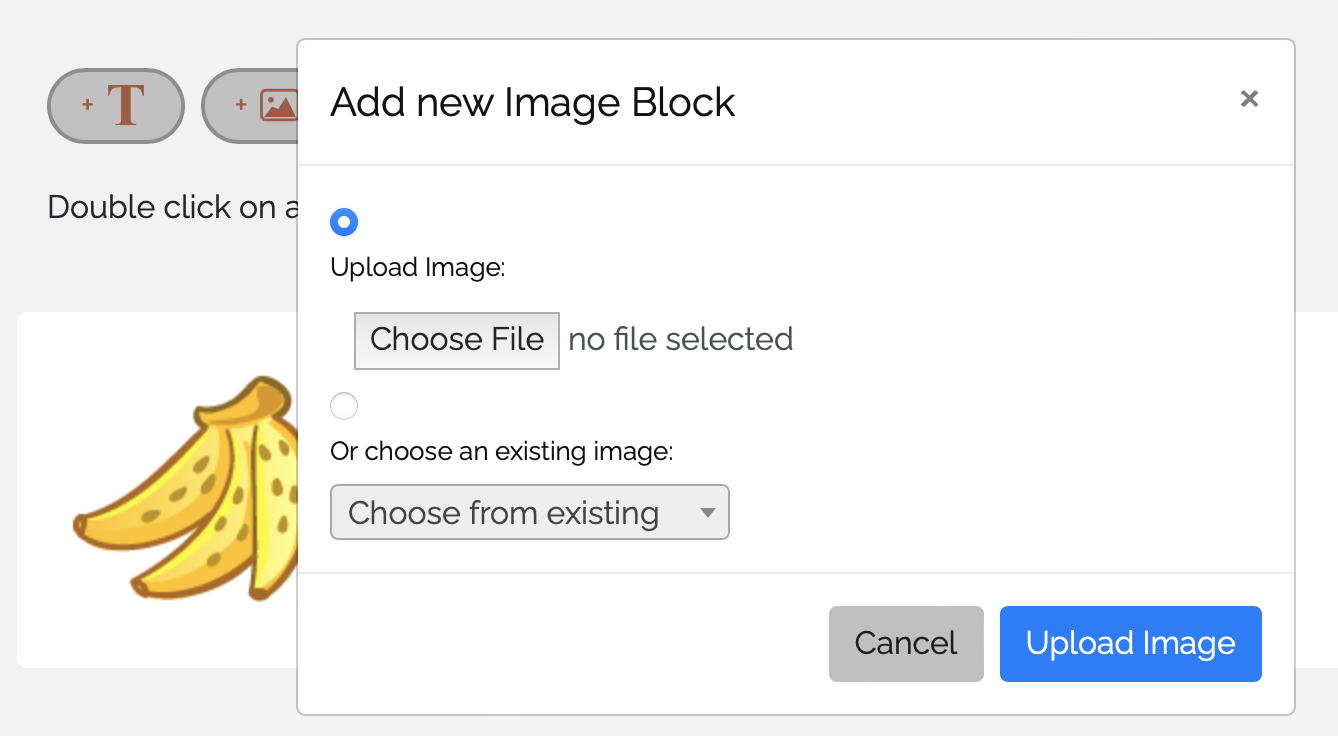 + T +
Add new Image Block ×
Double click on a
Upload Image:
Choose File no file selected
Or choose an existing image:
Choose from existing
Cancel Upload Image